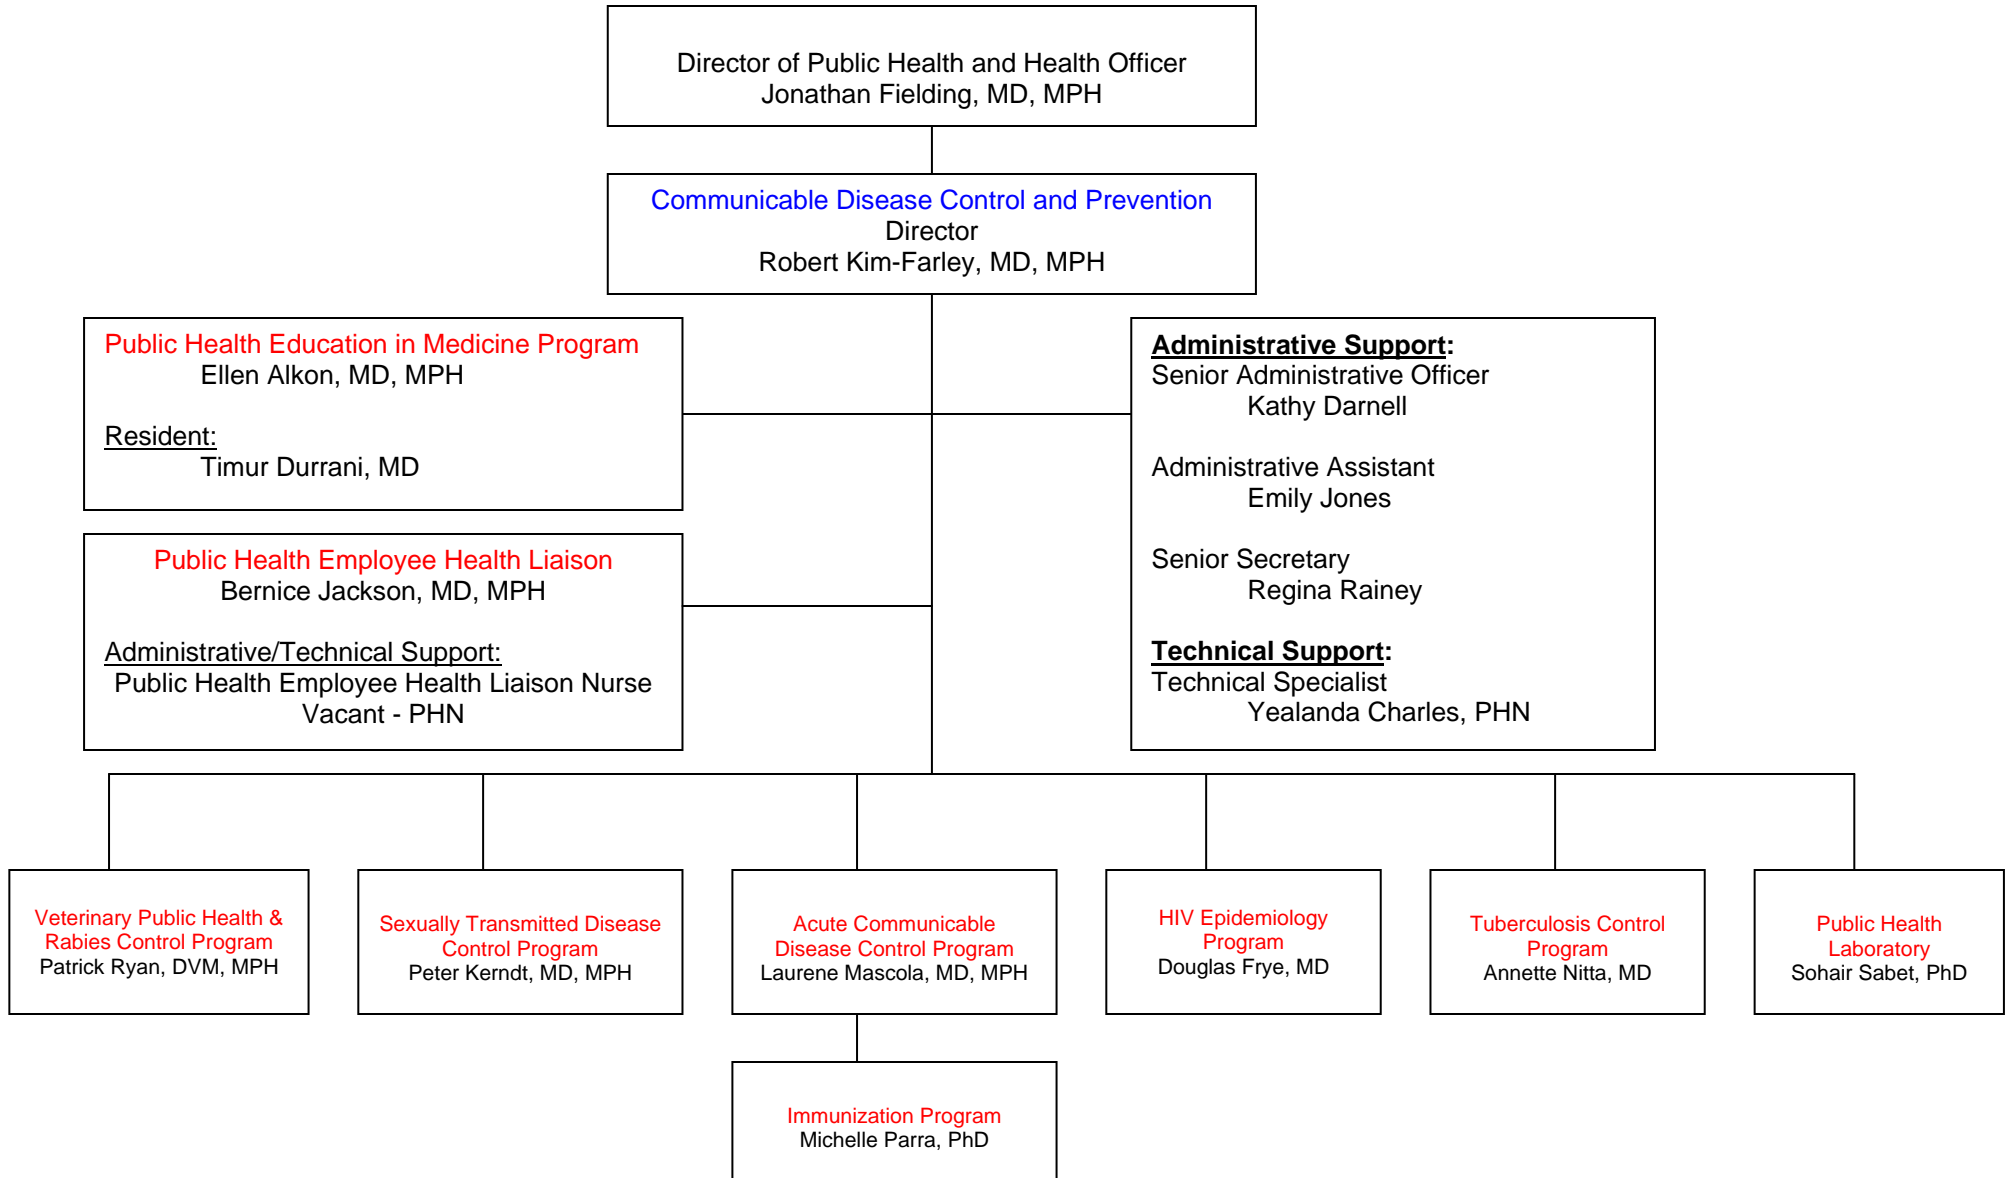 Director of Public Health and Health Officer
Jonathan Fielding, MD, MPH
Communicable Disease Control and Prevention
Director
Robert Kim-Farley, MD, MPH
Public Health Education in Medicine Program
Ellen Alkon, MD, MPH
Resident:
Timur Durrani, MD
Administrative Support:
Senior Administrative Officer
Kathy Darnell
Administrative Assistant
Emily Jones
Senior Secretary
Regina Rainey
Technical Support:
Technical Specialist
Yealanda Charles, PHN
Public Health Employee Health Liaison
Bernice Jackson, MD, MPH
Administrative/Technical Support:
Public Health Employee Health Liaison Nurse
Vacant - PHN
Veterinary Public Health &
Rabies Control Program
Patrick Ryan, DVM, MPH
Sexually Transmitted Disease
Control Program
Peter Kerndt, MD, MPH
Acute Communicable
Disease Control Program
Laurene Mascola, MD, MPH
HIV Epidemiology
Program
Douglas Frye, MD
Tuberculosis Control
Program
Annette Nitta, MD
Public Health
Laboratory
Sohair Sabet, PhD
Immunization Program
Michelle Parra, PhD